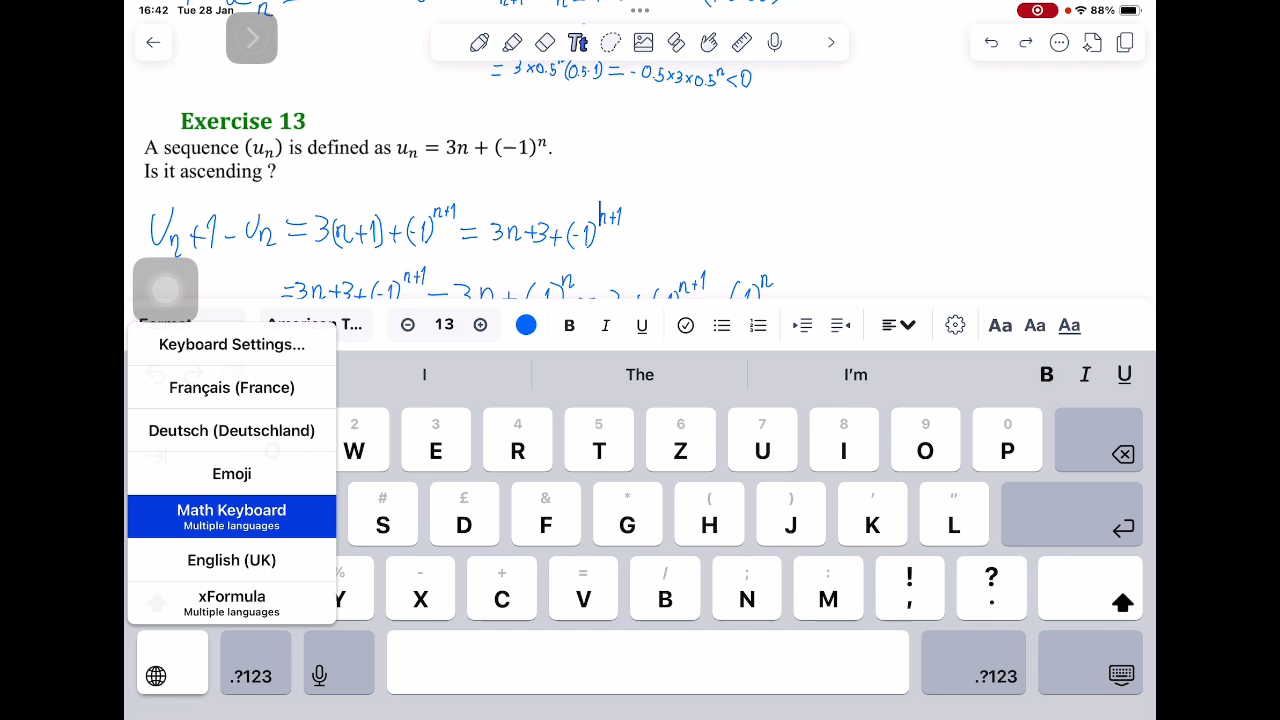 16:42 Tue 28 Jan
88%
= 3×0.5ⁿ(0.5-1) = -0.5×3×0.5ⁿ<0
Exercise 13
A sequence (uₙ) is defined as uₙ = 3n + (−1)ⁿ.
Is it ascending ?
Uₙ+1 - Uₙ = 3(n+1)+(-1)ⁿ⁺¹ = 3n+3+(-1)ⁿ⁺¹
=3n+3+(-1)ⁿ⁺¹ - 3n+(-1)ⁿ
Format
American T...
13
B I U
Aa Aa Aa
Keyboard Settings...
Français (France)
Deutsch (Deutschland)
Emoji
Math Keyboard
Multiple languages
English (UK)
xFormula
Multiple languages
I The I'm B I U
2 3 4 5 6 7 8 9 0
W E R T Z U I O P
# £ & * ( ) ' "
S D F G H J K L
% - + = / ; :
Y X C V B N M ! , ? .
.?123 .?123